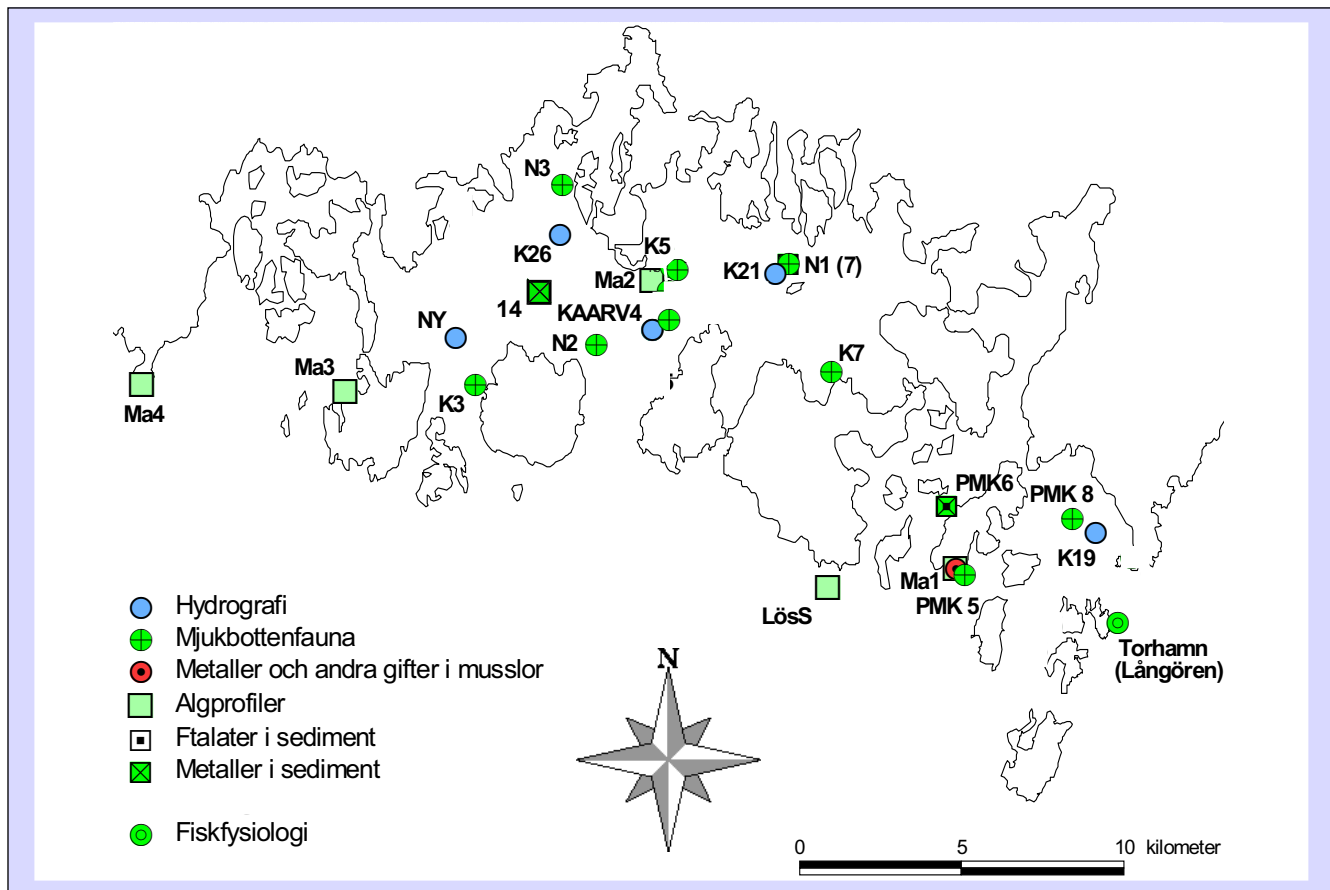 N3
K26
K5
Ma2
K21
N1 (7)
14
KAARV4
NY
N2
K7
Ma3
Ma4
K3
PMK6
PMK 8
K19
Ma1
PMK 5
LösS
Torhamn
(Långören)
Hydrografi
Mjukbottenfauna
Metaller och andra gifter i musslor
Algprofiler
Ftalater i sediment
Metaller i sediment
Fiskfysiologi
N
0 5 10 kilometer